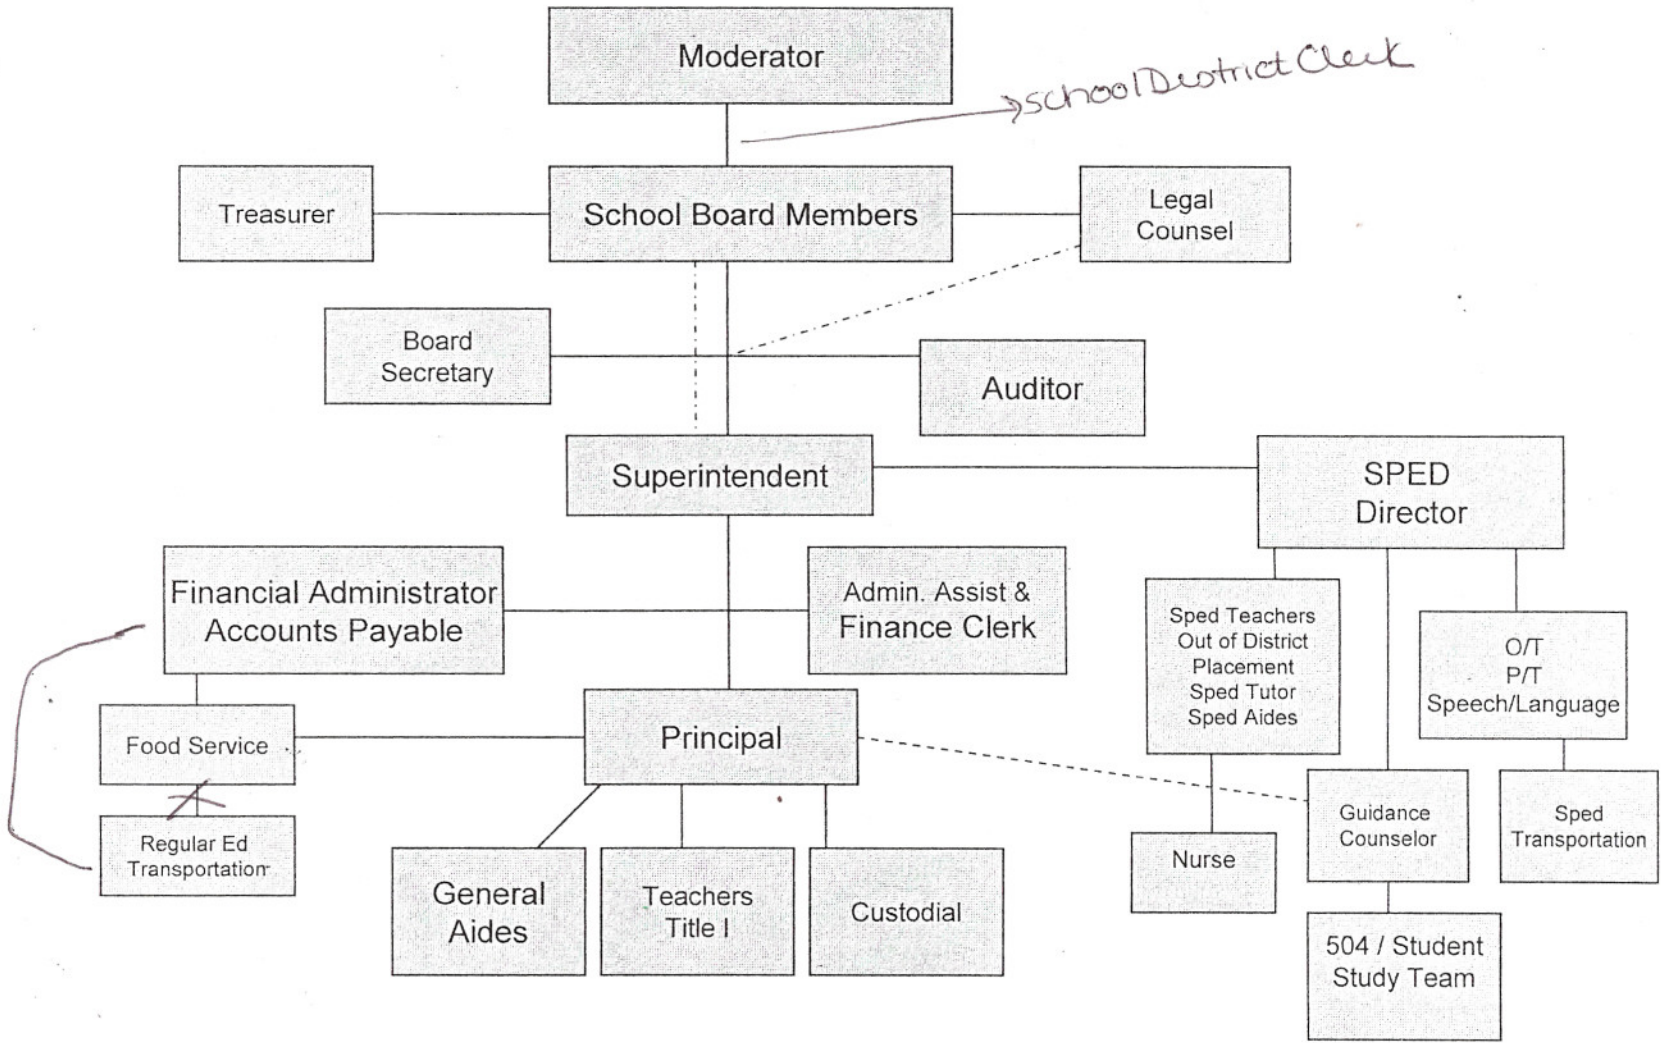 Moderator
School District Clerk
Treasurer
School Board Members
Legal
Counsel
Board
Secretary
Auditor
Superintendent
SPED
Director
Financial Administrator
Accounts Payable
Admin. Assist &
Finance Clerk
Sped Teachers
Out of District
Placement
Sped Tutor
Sped Aides
O/T
P/T
Speech/Language
Food Service
Principal
Regular Ed
Transportation
General
Aides
Teachers
Title I
Custodial
Nurse
Guidance
Counselor
Sped
Transportation
504 / Student
Study Team